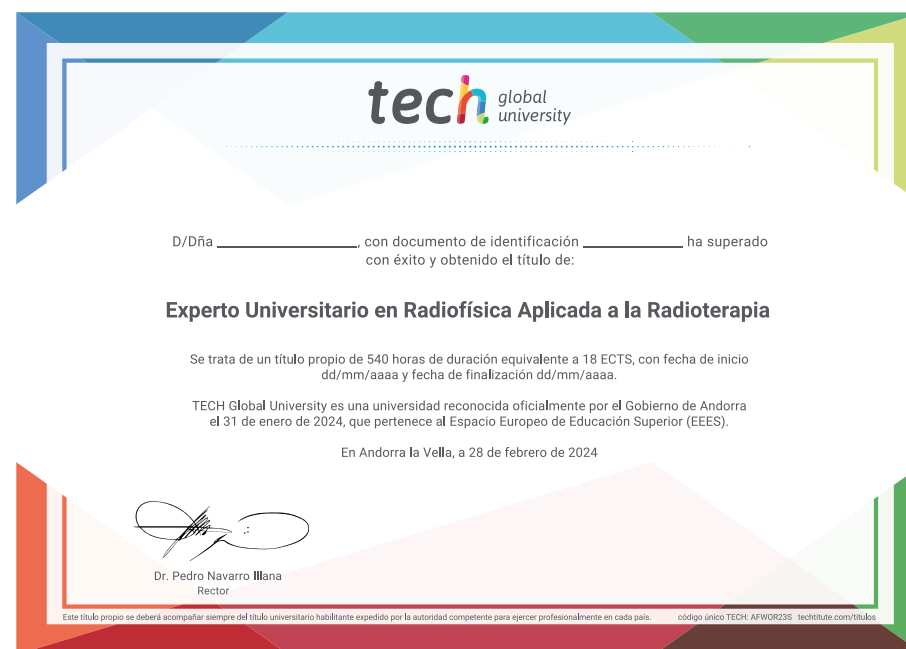 tech global
university
D/Dña ____________, con documento de identificación ____________ ha superado
con éxito y obtenido el título de:
Experto Universitario en Radiofísica Aplicada a la Radioterapia
Se trata de un título propio de 540 horas de duración equivalente a 18 ECTS, con fecha de inicio
dd/mm/aaaa y fecha de finalización dd/mm/aaaa.
TECH Global University es una universidad reconocida oficialmente por el Gobierno de Andorra
el 31 de enero de 2024, que pertenece al Espacio Europeo de Educación Superior (EEES).
En Andorra la Vella, a 28 de febrero de 2024
Dr. Pedro Navarro Illana
Rector
Este título propio se deberá acompañar siempre del título universitario habilitante expedido por la autoridad competente para ejercer profesionalmente en cada país. código único TECH: AFWOR23S techtitute.com/titulos